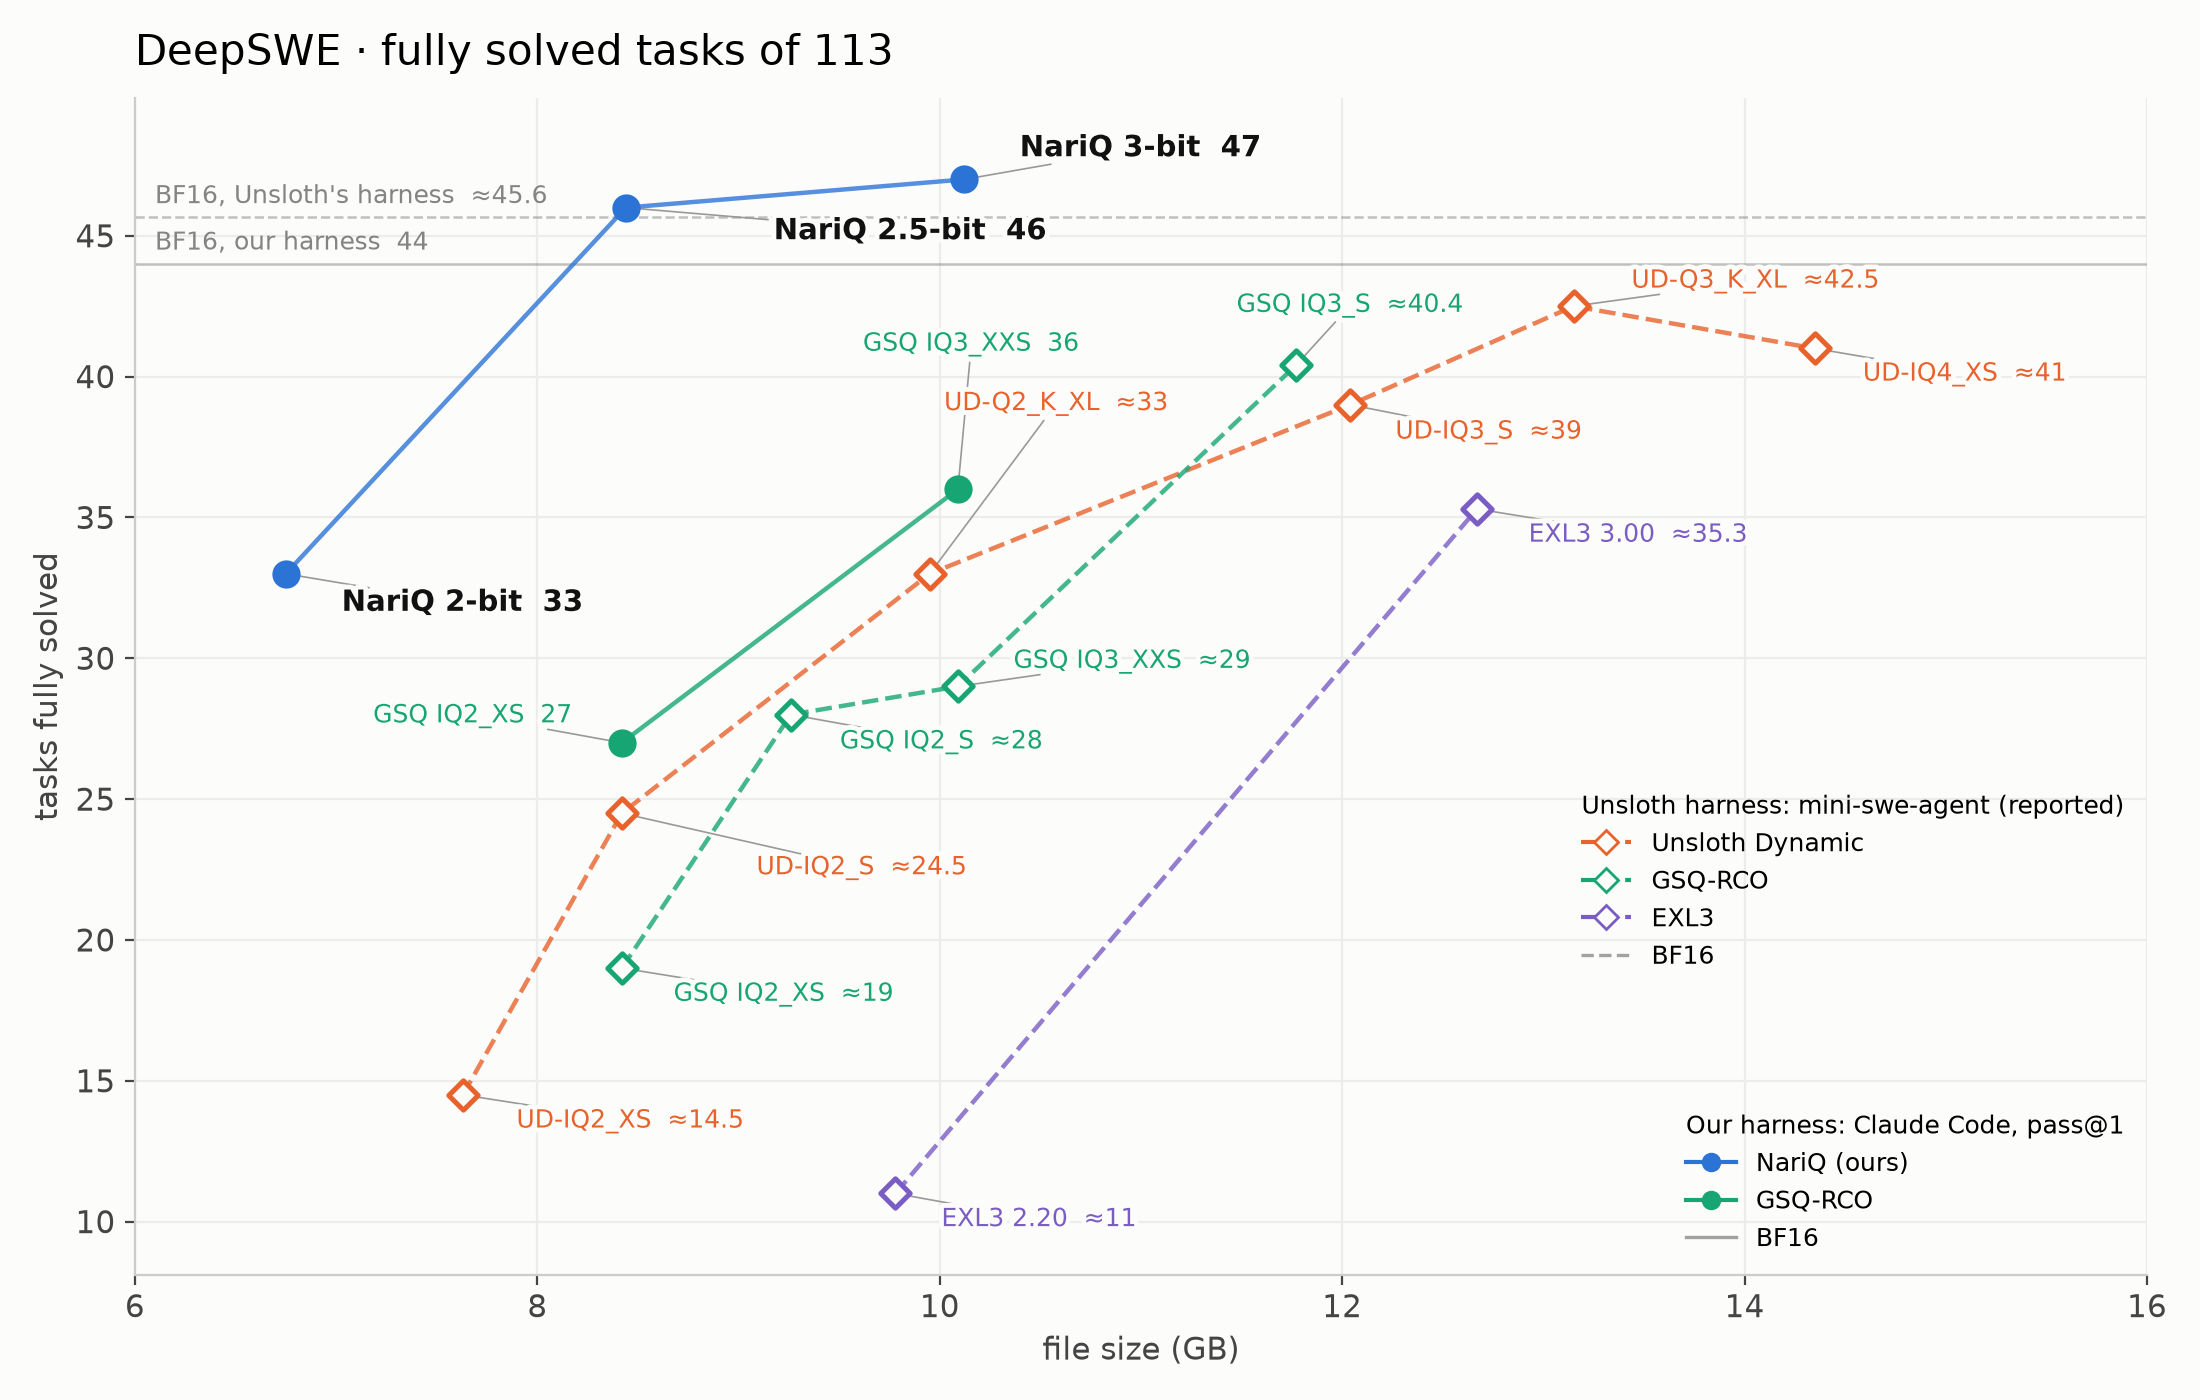 DeepSWE · fully solved tasks of 113
NariQ 3-bit 47
BF16, Unsloth's harness ≈45.6
NariQ 2.5-bit 46
BF16, our harness 44
UD-Q3_K_XL ≈42.5
GSQ IQ3_S ≈40.4
GSQ IQ3_XXS 36
UD-IQ4_XS ≈41
UD-Q2_K_XL ≈33
UD-IQ3_S ≈39
EXL3 3.00 ≈35.3
NariQ 2-bit 33
GSQ IQ3_XXS ≈29
GSQ IQ2_XS 27
GSQ IQ2_S ≈28
UD-IQ2_S ≈24.5
GSQ IQ2_XS ≈19
UD-IQ2_XS ≈14.5
EXL3 2.20 ≈11
Unsloth harness: mini-swe-agent (reported)
Unsloth Dynamic
GSQ-RCO
EXL3
BF16
Our harness: Claude Code, pass@1
NariQ (ours)
GSQ-RCO
BF16
tasks fully solved
45
40
35
30
25
20
15
10
6 8 10 12 14 16
file size (GB)